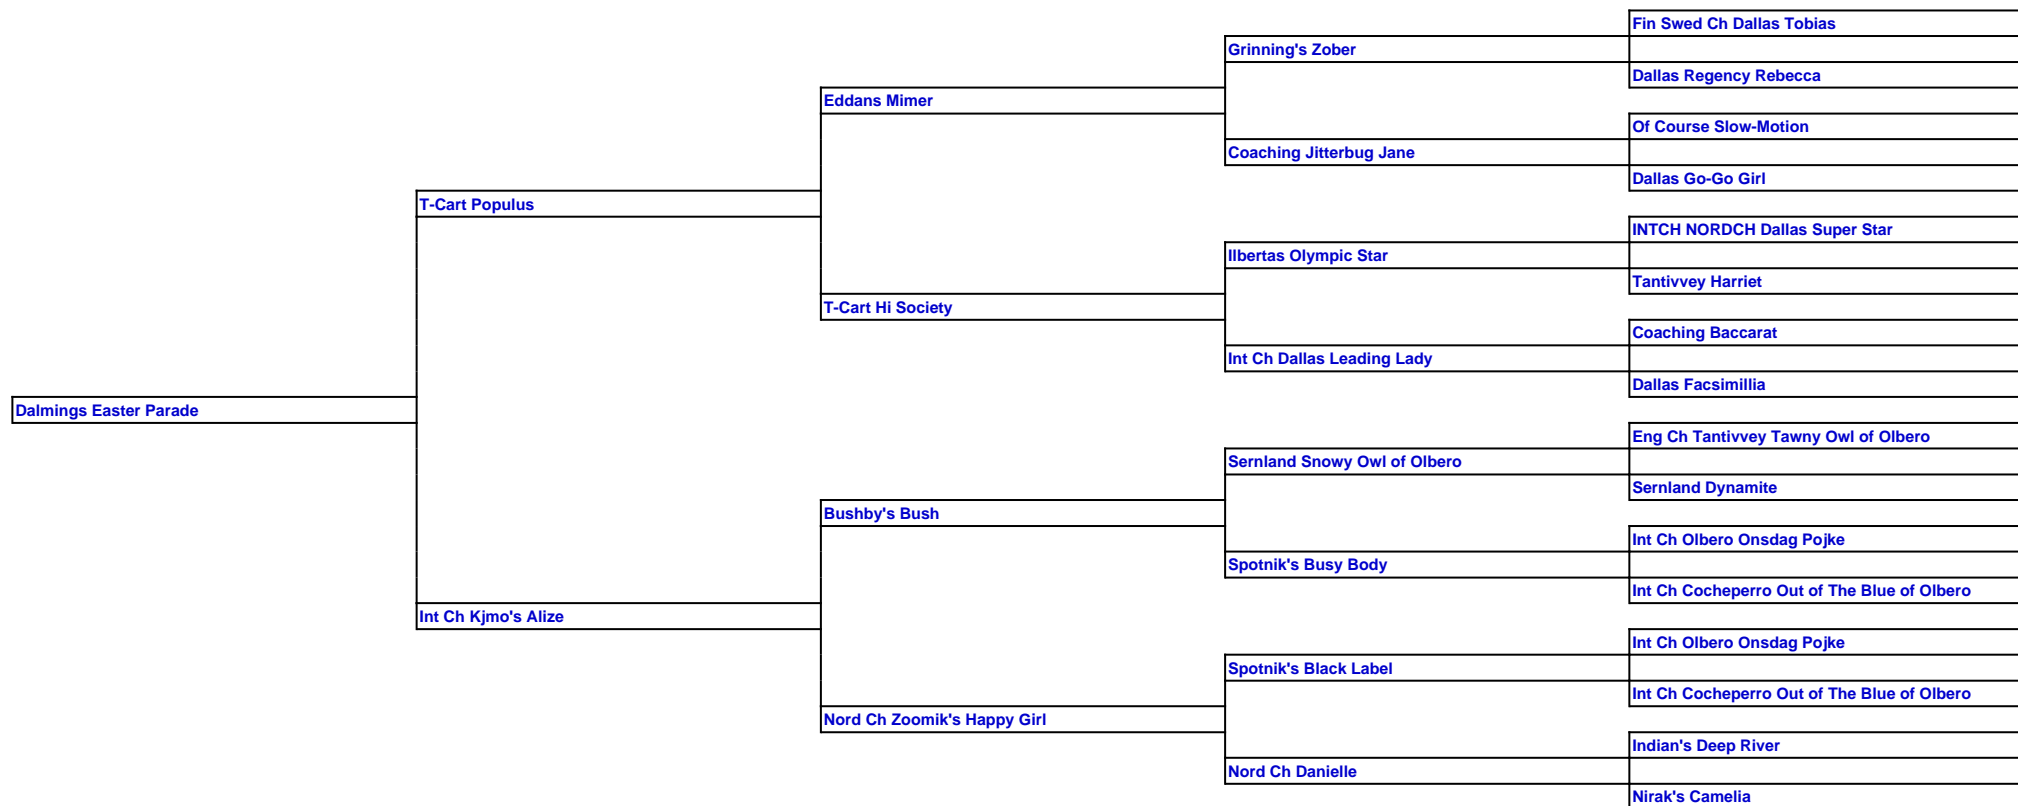 Fin Swed Ch Dallas Tobias
Grinning's Zober
Dallas Regency Rebecca
Eddans Mimer
Of Course Slow-Motion
Coaching Jitterbug Jane
Dallas Go-Go Girl
T-Cart Populus
INTCH NORDCH Dallas Super Star
Ilbertas Olympic Star
Tantivvey Harriet
T-Cart Hi Society
Coaching Baccarat
Int Ch Dallas Leading Lady
Dallas Facsimillia
Dalmings Easter Parade
Eng Ch Tantivvey Tawny Owl of Olbero
Sernland Snowy Owl of Olbero
Sernland Dynamite
Bushby's Bush
Int Ch Olbero Onsdag Pojke
Spotnik's Busy Body
Int Ch Cocheperro Out of The Blue of Olbero
Int Ch Kjmo's Alize
Int Ch Olbero Onsdag Pojke
Spotnik's Black Label
Int Ch Cocheperro Out of The Blue of Olbero
Nord Ch Zoomik's Happy Girl
Indian's Deep River
Nord Ch Danielle
Nirak's Camelia